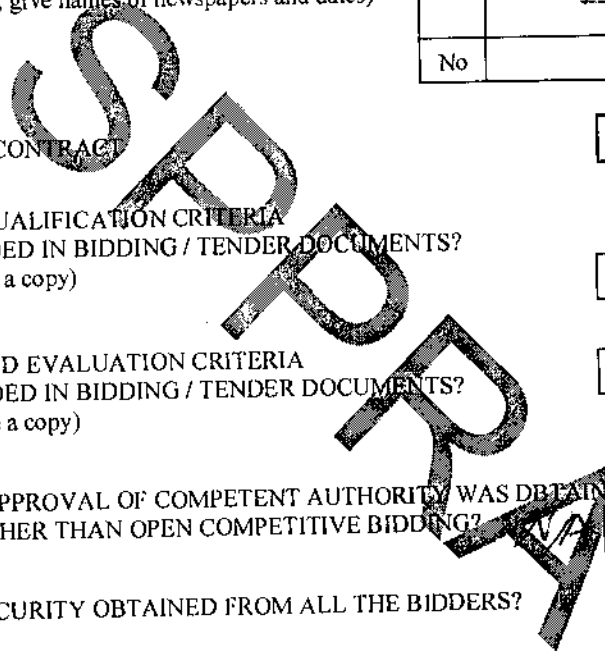 , give names of newspapers and dates)
No
CONTRACT
UALIFICATION CRITERIA
DED IN BIDDING / TENDER DOCUMENTS?
a copy)
D EVALUATION CRITERIA
DED IN BIDDING / TENDER DOCUMENTS?
a copy)
PPROVAL OF COMPETENT AUTHORITY WAS OBTAIN
HER THAN OPEN COMPETITIVE BIDDING?
CURITY OBTAINED FROM ALL THE BIDDERS?
SPPRA